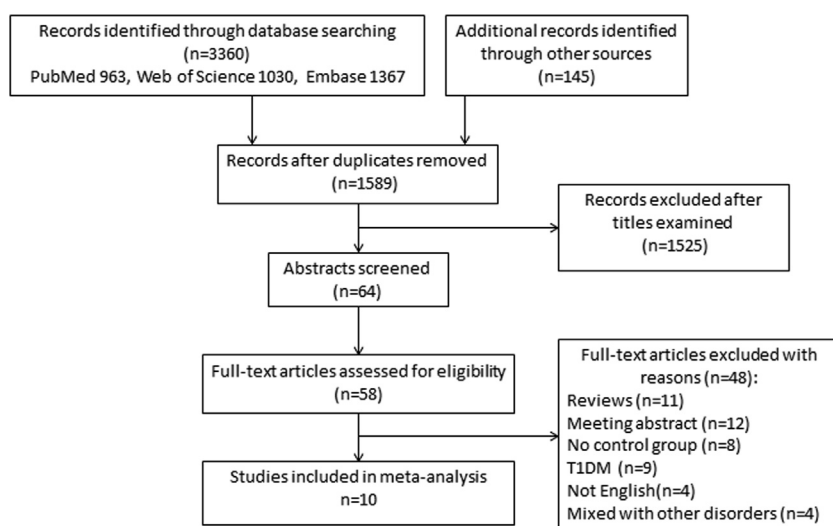 Records identified through database searching
(n=3360)
PubMed 963, Web of Science 1030, Embase 1367
Additional records identified
through other sources
(n=145)
Records after duplicates removed
(n=1589)
Records excluded after
titles examined
(n=1525)
Abstracts screened
(n=64)
Full-text articles assessed for eligibility
(n=58)
Full-text articles excluded with
reasons (n=48):
Reviews (n=11)
Meeting abstract (n=12)
No control group (n=8)
T1DM (n=9)
Not English(n=4)
Mixed with other disorders (n=4)
Studies included in meta-analysis
n=10